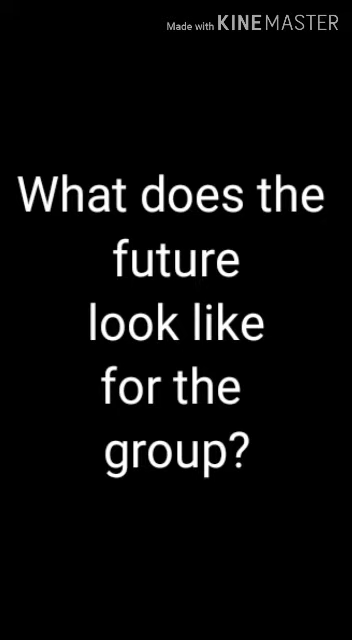 Made with KINEMASTER
What does the
future
look like
for the
group?